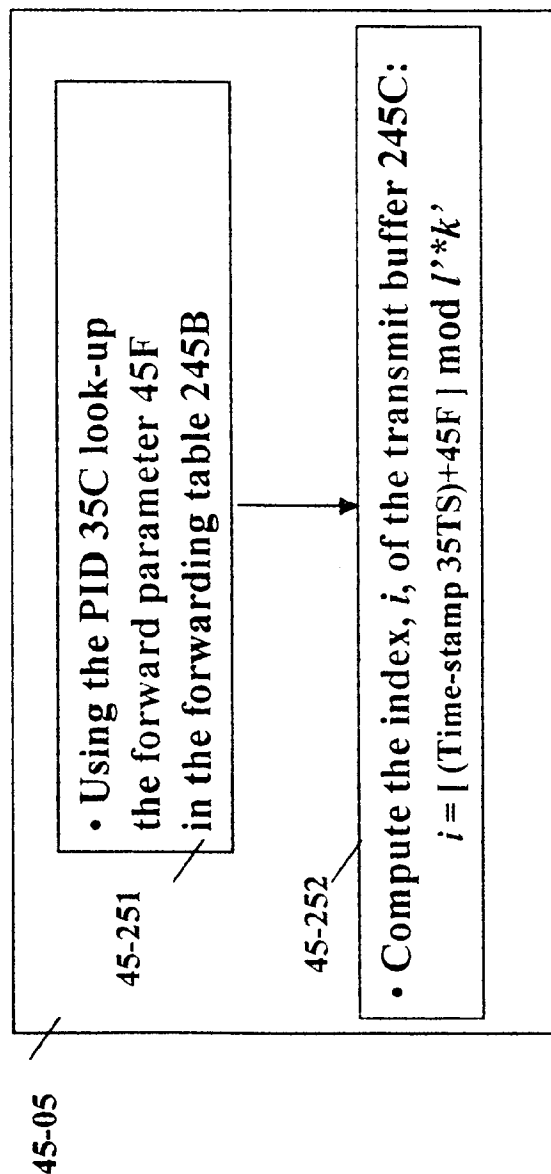 45-05
45-251
• Using the PID 35C look-up
the forward parameter 45F
in the forwarding table 245B
45-252
• Compute the index, i, of the transmit buffer 245C:
i = [ (Time-stamp 35TS)+45F ] mod l’*k’